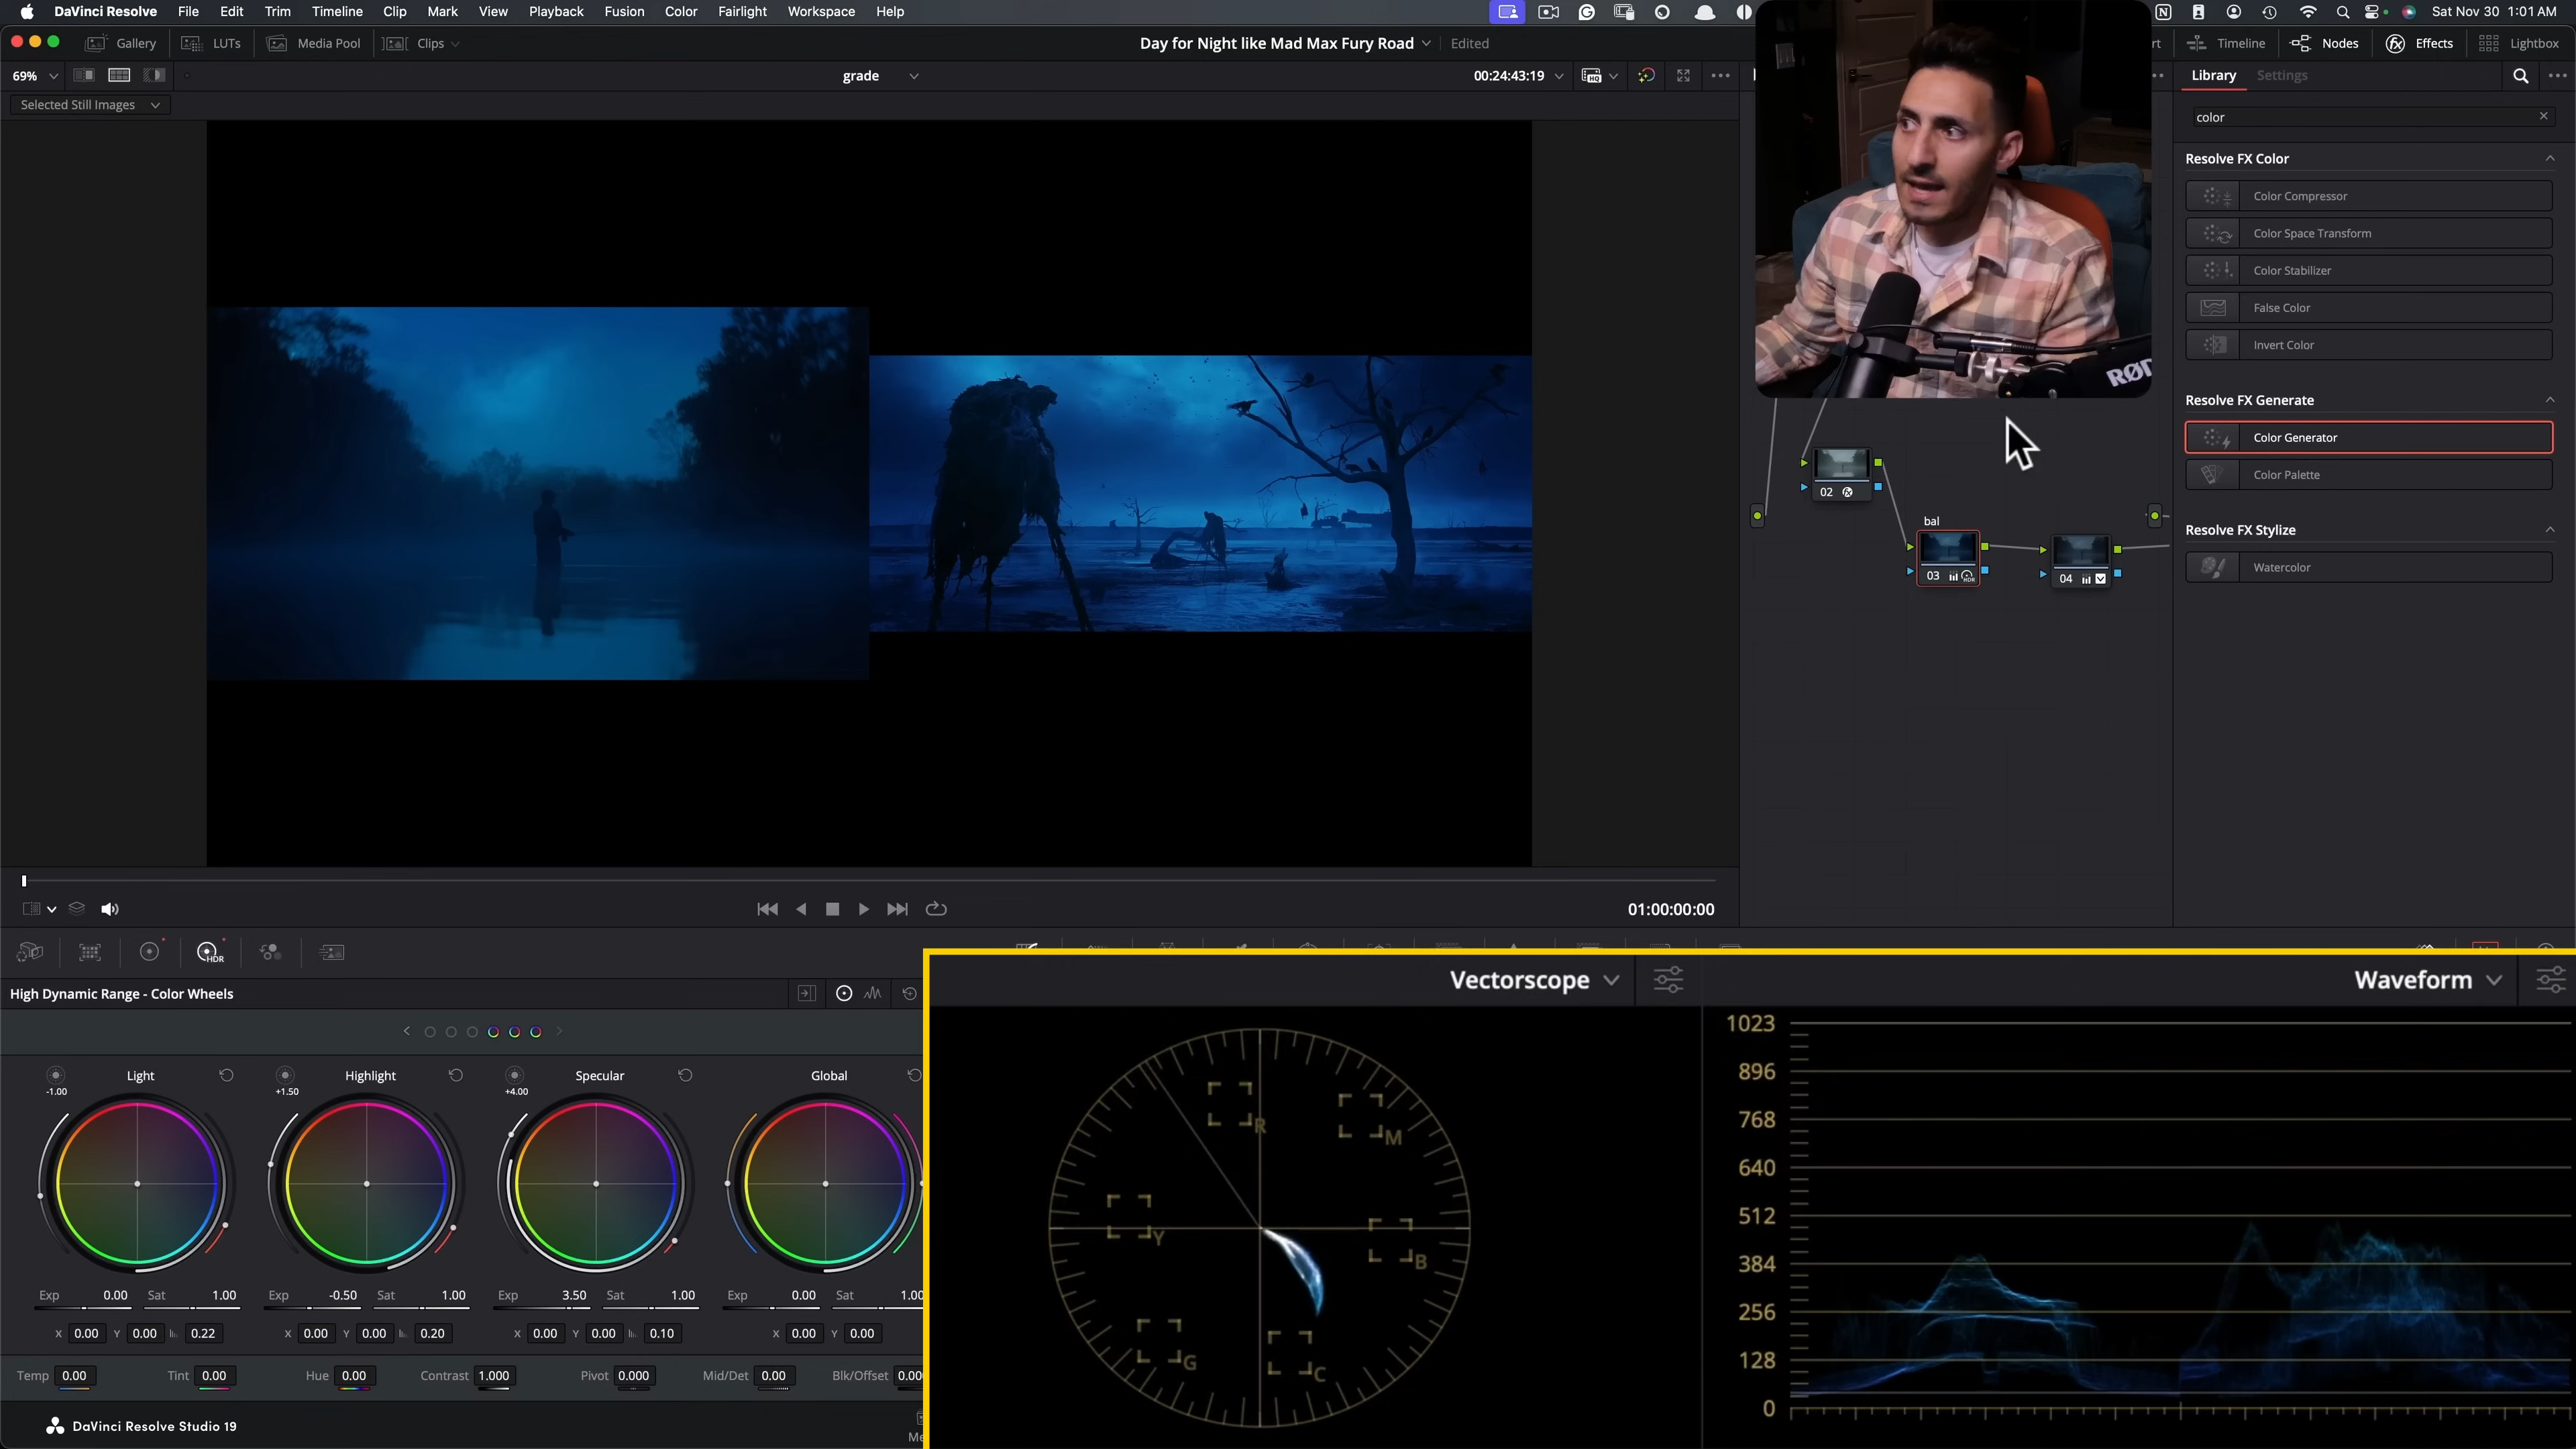 DaVinci Resolve File Edit Trim Timeline Clip Mark View Playback Fusion Color Fairlight Workspace Help Sat Nov 30 1:01 AM
Gallery LUTs Media Pool Clips Day for Night like Mad Max Fury Road Edited Timeline Nodes Effects Lightbox
69% grade 00:24:43:19 Library Settings
Selected Still Images
color
Resolve FX Color
Color Compressor
Color Space Transform
Color Stabilizer
False Color
Invert Color
Resolve FX Generate
Color Generator
Color Palette
Resolve FX Stylize
Watercolor
RØD
02
bal
03
04
01:00:00:00
HDR
High Dynamic Range - Color Wheels
Light Highlight Specular Global
-1.00 +1.50 +4.00
Exp 0.00 Sat 1.00 Exp -0.50 Sat 1.00 Exp 3.50 Sat 1.00 Exp 0.00 Sat 1.00
X 0.00 Y 0.00 0.22 X 0.00 Y 0.00 0.20 X 0.00 Y 0.00 0.10 X 0.00 Y 0.00
Temp 0.00 Tint 0.00 Hue 0.00 Contrast 1.000 Pivot 0.000 Mid/Det 0.00 Blk/Offset 0.00
DaVinci Resolve Studio 19
Vectorscope
R
M
Y
B
G
C
Waveform
1023
896
768
640
512
384
256
128
0